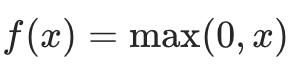 f(x) = max(0, x)